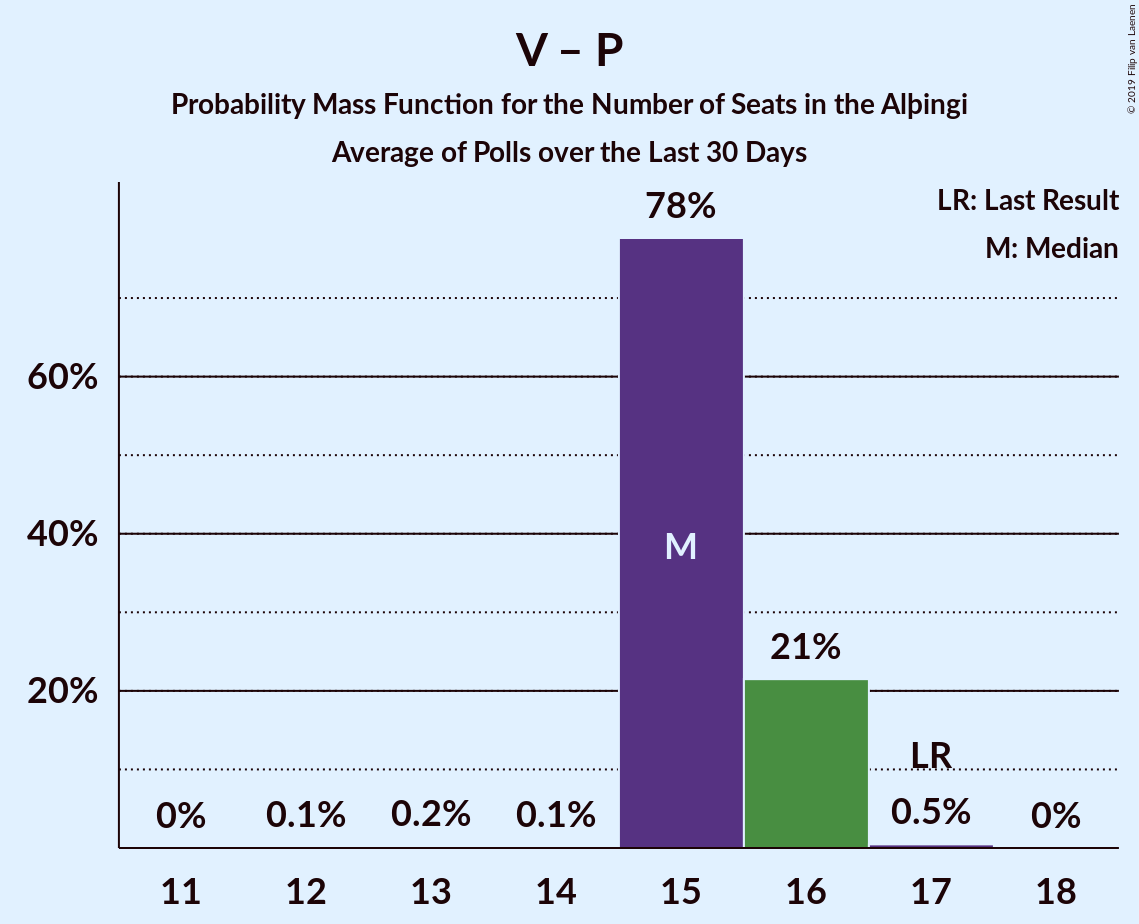 V – P
Probability Mass Function for the Number of Seats in the Alþingi
Average of Polls over the Last 30 Days
© 2019 Filip van Laenen
LR: Last Result
M: Median
78%
60%
40%
20%
M
21%
LR
0% 0.1% 0.2% 0.1% 0.5% 0%
11 12 13 14 15 16 17 18